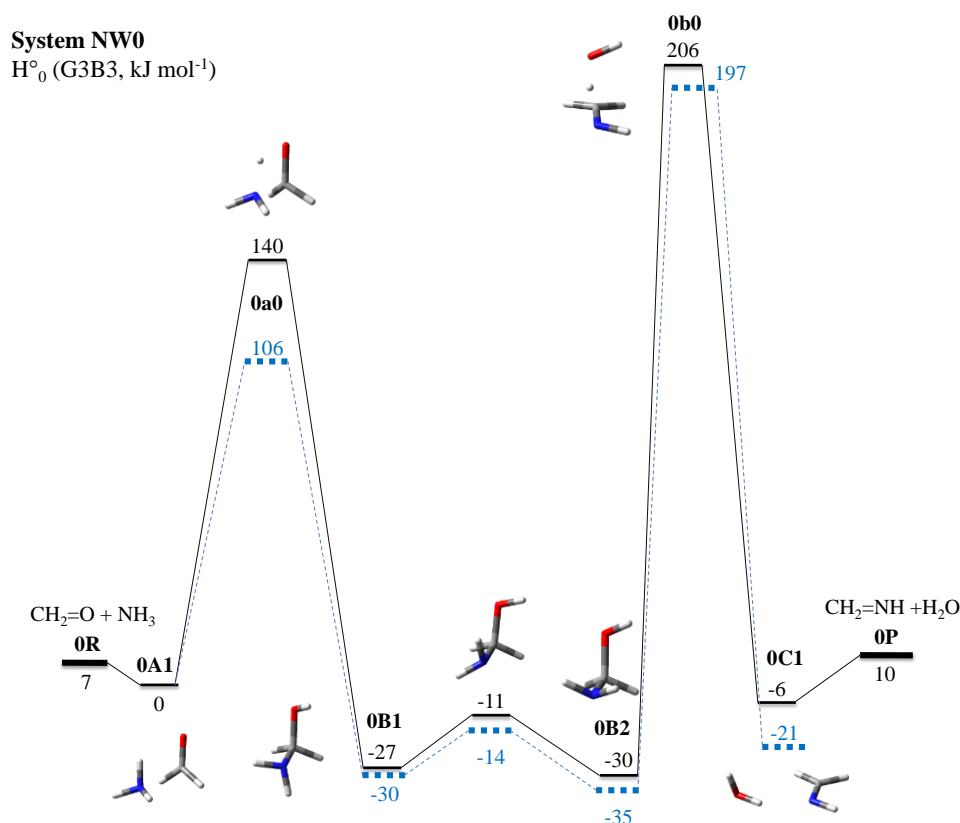 System NW0
H°₀ (G3B3, kJ mol⁻¹)
0b0
206
197
140
0a0
106
CH₂=O + NH₃
0R
7
0A1
0
0B1
-27
-30
-11
-14
0B2
-30
-35
0C1
-6
-21
CH₂=NH +H₂O
0P
10